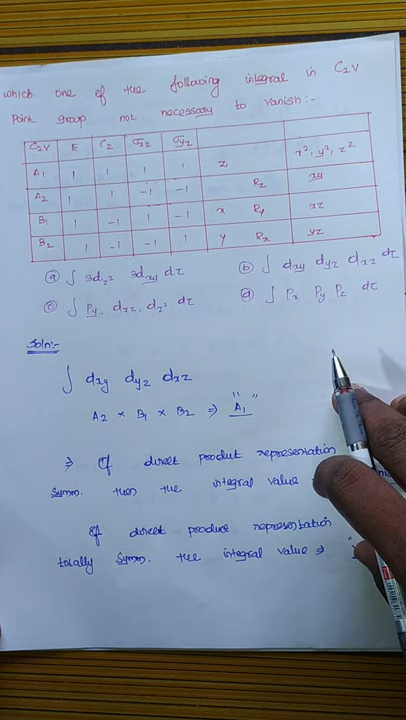 which one of the following integral in C2V
Point group not necessary to vanish:-
C2V E C2 σxz σyz
A1 1 1 1 1 z x², y², z²
A2 1 1 -1 -1 Rz xy
B1 1 -1 1 -1 x Ry xz
B2 1 -1 -1 1 y Rx yz
(a) ∫ 3dz² 3dxy dτ (b) ∫ dxy dyz dxz dτ
(c) ∫ Py. dxz, dz² dτ (d) ∫ Px Py Pz dτ
Soln:-
∫ dxy dyz dxz
A2 × B1 × B2 ⇒ "A1"
⇒ If direct product representation
Symm. then the integral value
If direct product representation
totally Symm. the integral value ⇒